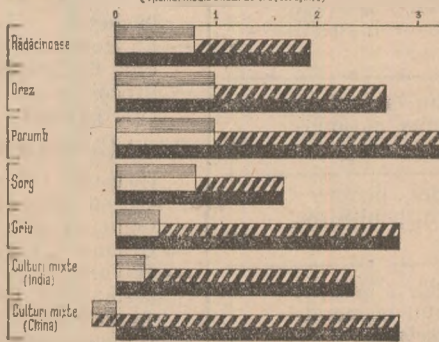 0 1 2 3
Rădăcinoase
Orez
Porumb
Sorg
Grîu
Culturi mixte
(India)
Culturi mixte
(China)